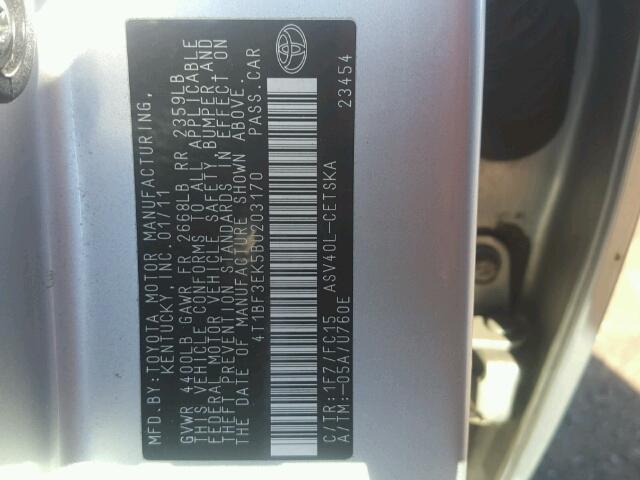 MFD. BY: TOYOTA MOTOR MANUFACTURING,
KENTUCKY, INC. 01/11
GVWR 4400LB GAWR FR 2668LB RR 2359LB
THIS VEHICLE CONFORMS TO ALL APPLICABLE
FEDERAL MOTOR VEHICLE SAFETY, BUMPER, AND
THEFT PREVENTION STANDARDS IN EFFECT ON
THE DATE OF MANUFACTURE SHOWN ABOVE.
4T1BF3EK5BU203170 PASS. CAR
C/TR: 1F7/FC15 ASV40L-CETSKA
A/TM: -05A/U760E 23454